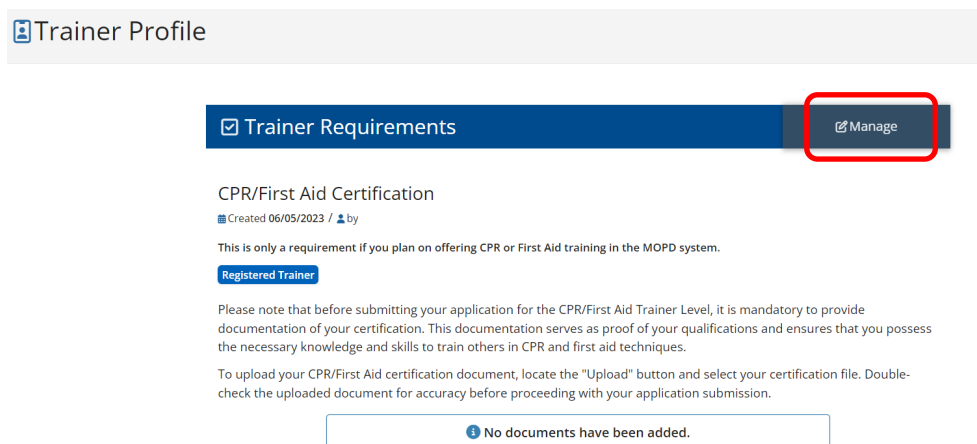 Trainer Profile
Trainer Requirements
Manage
CPR/First Aid Certification
Created 06/05/2023 / by
This is only a requirement if you plan on offering CPR or First Aid training in the MOPD system.
Registered Trainer
Please note that before submitting your application for the CPR/First Aid Trainer Level, it is mandatory to provide
documentation of your certification. This documentation serves as proof of your qualifications and ensures that you possess
the necessary knowledge and skills to train others in CPR and first aid techniques.
To upload your CPR/First Aid certification document, locate the "Upload" button and select your certification file. Double-
check the uploaded document for accuracy before proceeding with your application submission.
No documents have been added.